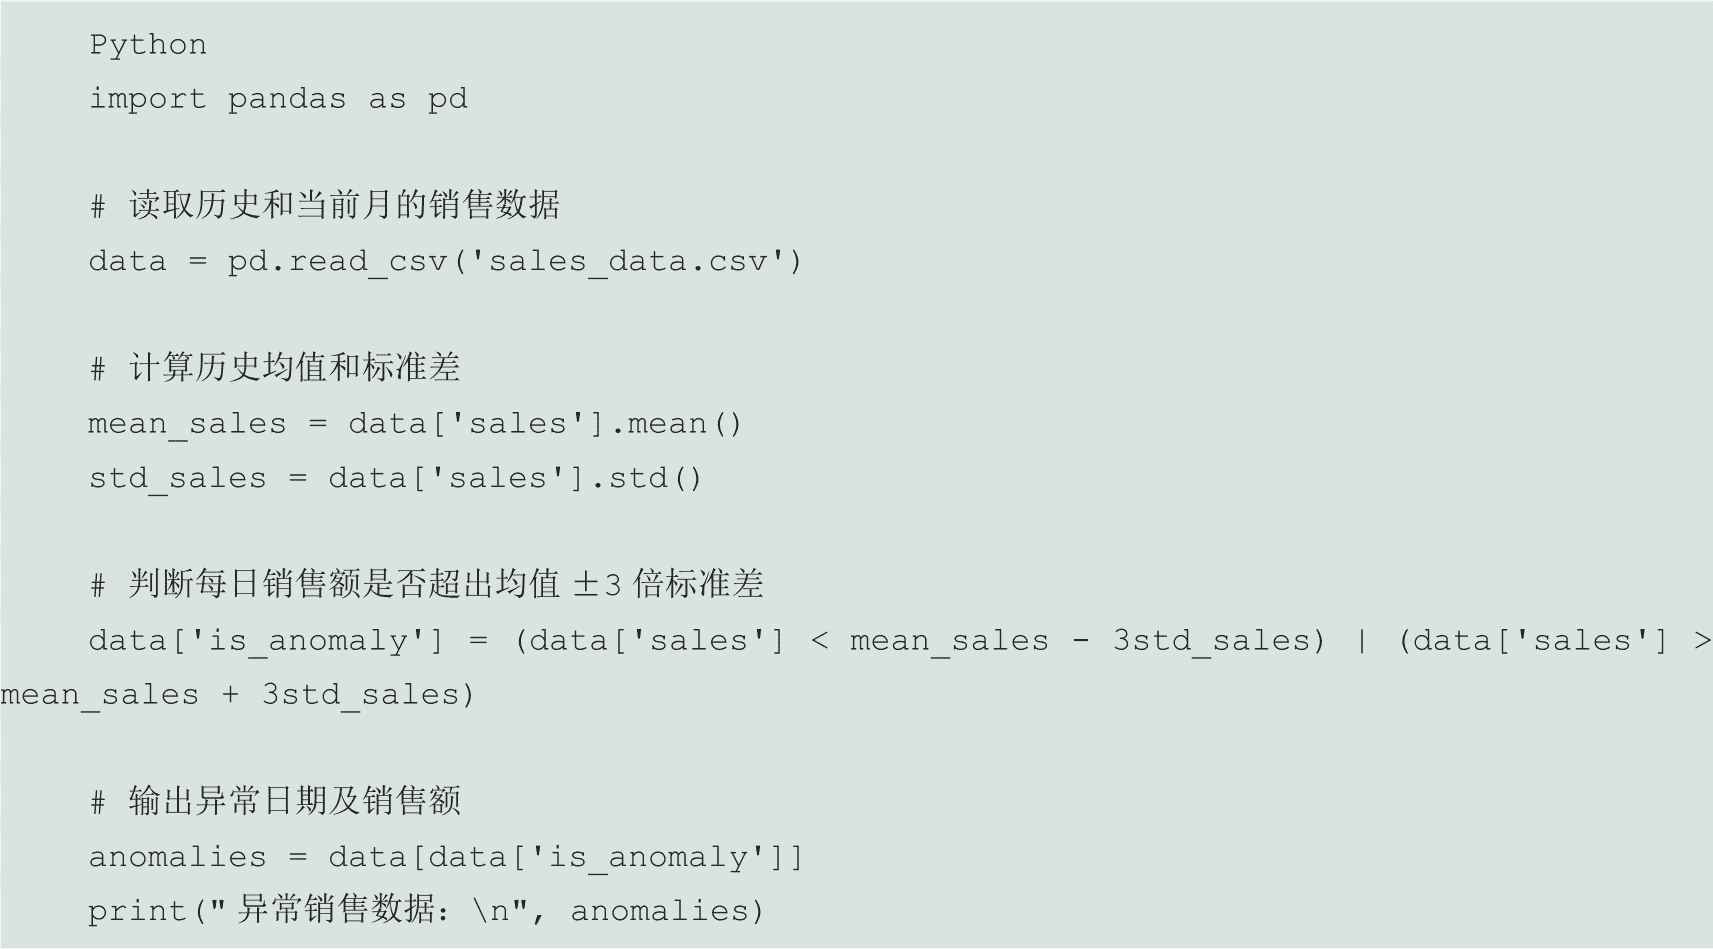 Python
import pandas as pd
# 读取历史和当前月的销售数据
data = pd.read_csv('sales_data.csv')
# 计算历史均值和标准差
mean_sales = data['sales'].mean()
std_sales = data['sales'].std()
# 判断每日销售额是否超出均值 ±3 倍标准差
data['is_anomaly'] = (data['sales'] < mean_sales - 3std_sales) | (data['sales'] >
mean_sales + 3std_sales)
# 输出异常日期及销售额
anomalies = data[data['is_anomaly']]
print(" 异常销售数据：\n", anomalies)